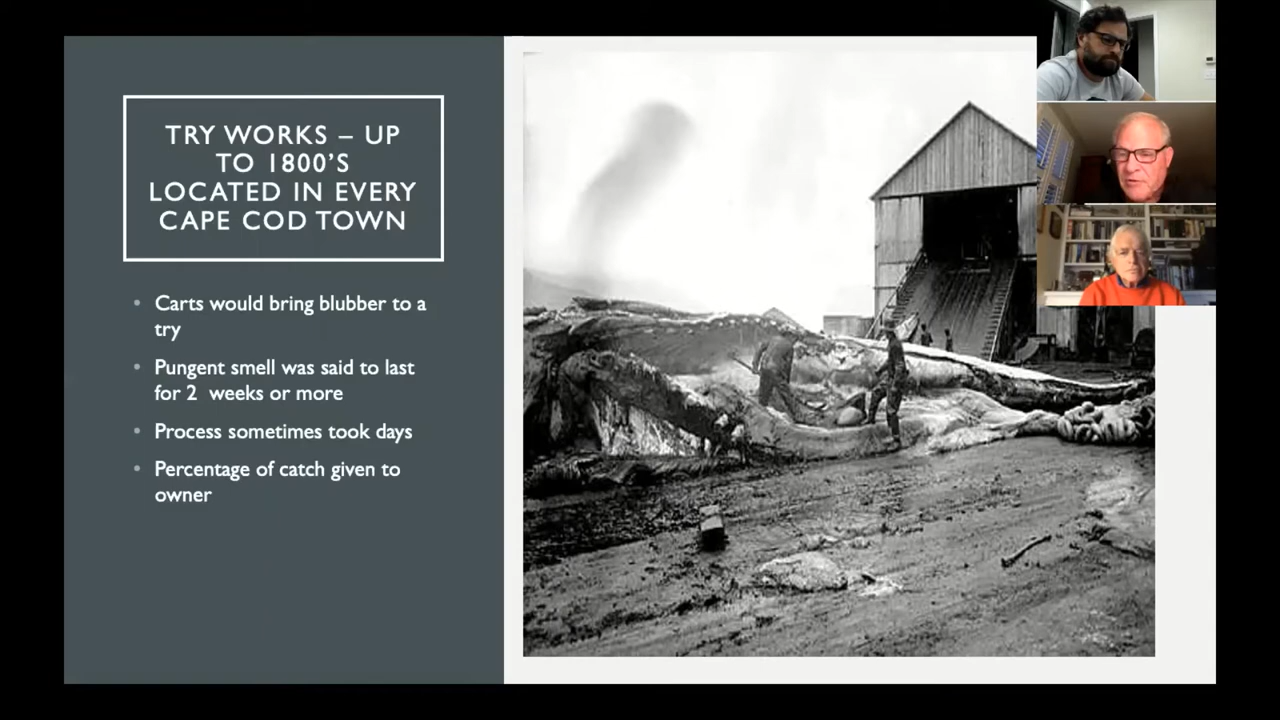 TRY WORKS – UP
TO 1800'S
LOCATED IN EVERY
CAPE COD TOWN
• Carts would bring blubber to a
try
• Pungent smell was said to last
for 2 weeks or more
• Process sometimes took days
• Percentage of catch given to
owner